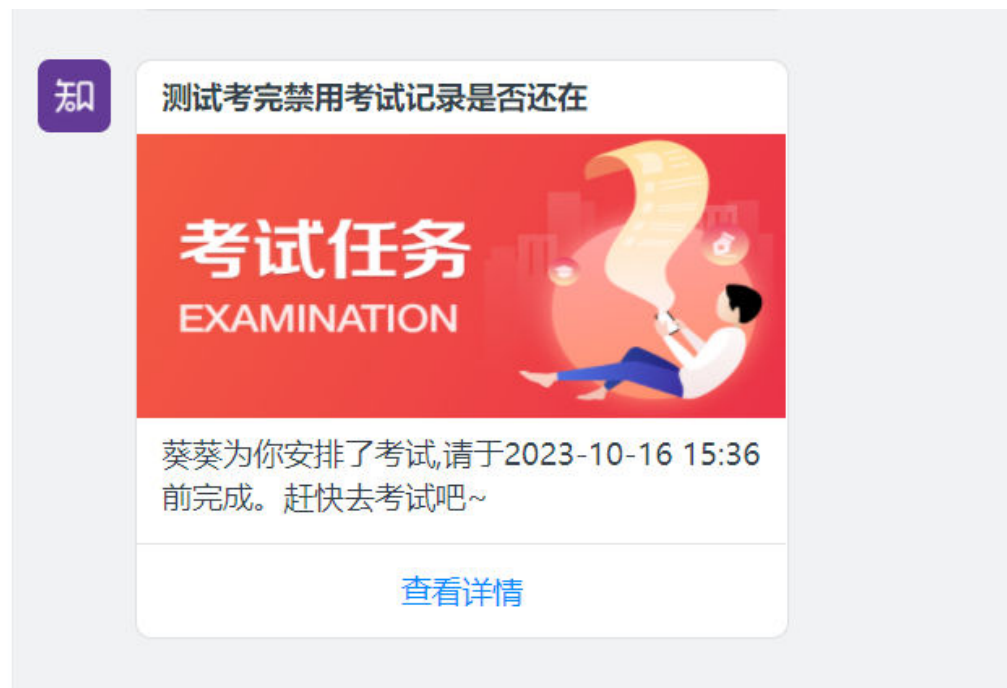 知
测试考完禁用考试记录是否还在
考试任务
EXAMINATION
葵葵为你安排了考试,请于2023-10-16 15:36
前完成。赶快去考试吧~
查看详情